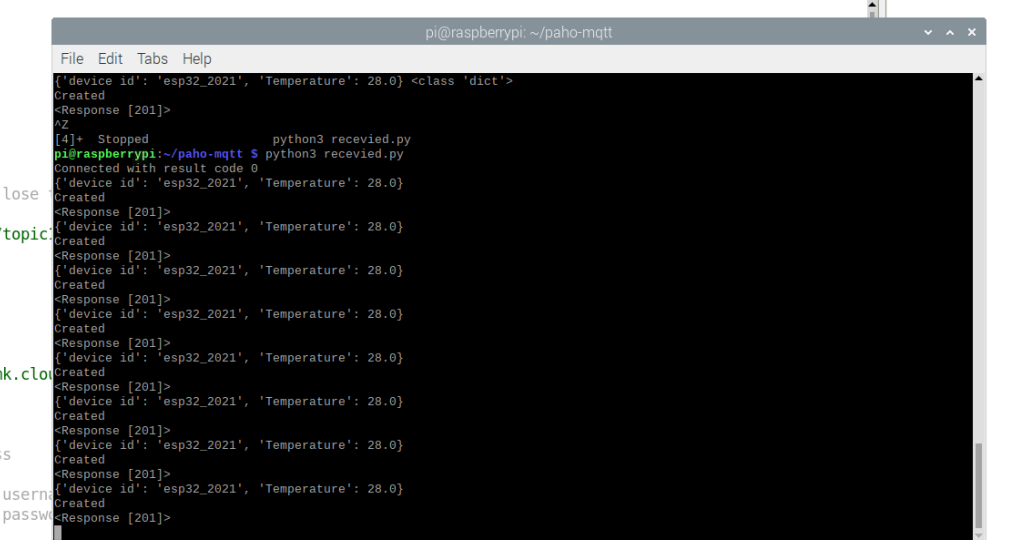 pi@raspberrypi: ~/paho-mqtt
File Edit Tabs Help
{'device id': 'esp32_2021', 'Temperature': 28.0} <class 'dict'>
Created
<Response [201]>
^Z
[4]+  Stopped                 python3 recevied.py
pi@raspberrypi:~/paho-mqtt $ python3 recevied.py
Connected with result code 0
{'device id': 'esp32_2021', 'Temperature': 28.0}
Created
<Response [201]>
{'device id': 'esp32_2021', 'Temperature': 28.0}
Created
<Response [201]>
{'device id': 'esp32_2021', 'Temperature': 28.0}
Created
<Response [201]>
{'device id': 'esp32_2021', 'Temperature': 28.0}
Created
<Response [201]>
{'device id': 'esp32_2021', 'Temperature': 28.0}
Created
<Response [201]>
{'device id': 'esp32_2021', 'Temperature': 28.0}
Created
<Response [201]>
{'device id': 'esp32_2021', 'Temperature': 28.0}
Created
<Response [201]>
{'device id': 'esp32_2021', 'Temperature': 28.0}
Created
<Response [201]>
lose
/topic
nk.clou
ss
userna
passwo